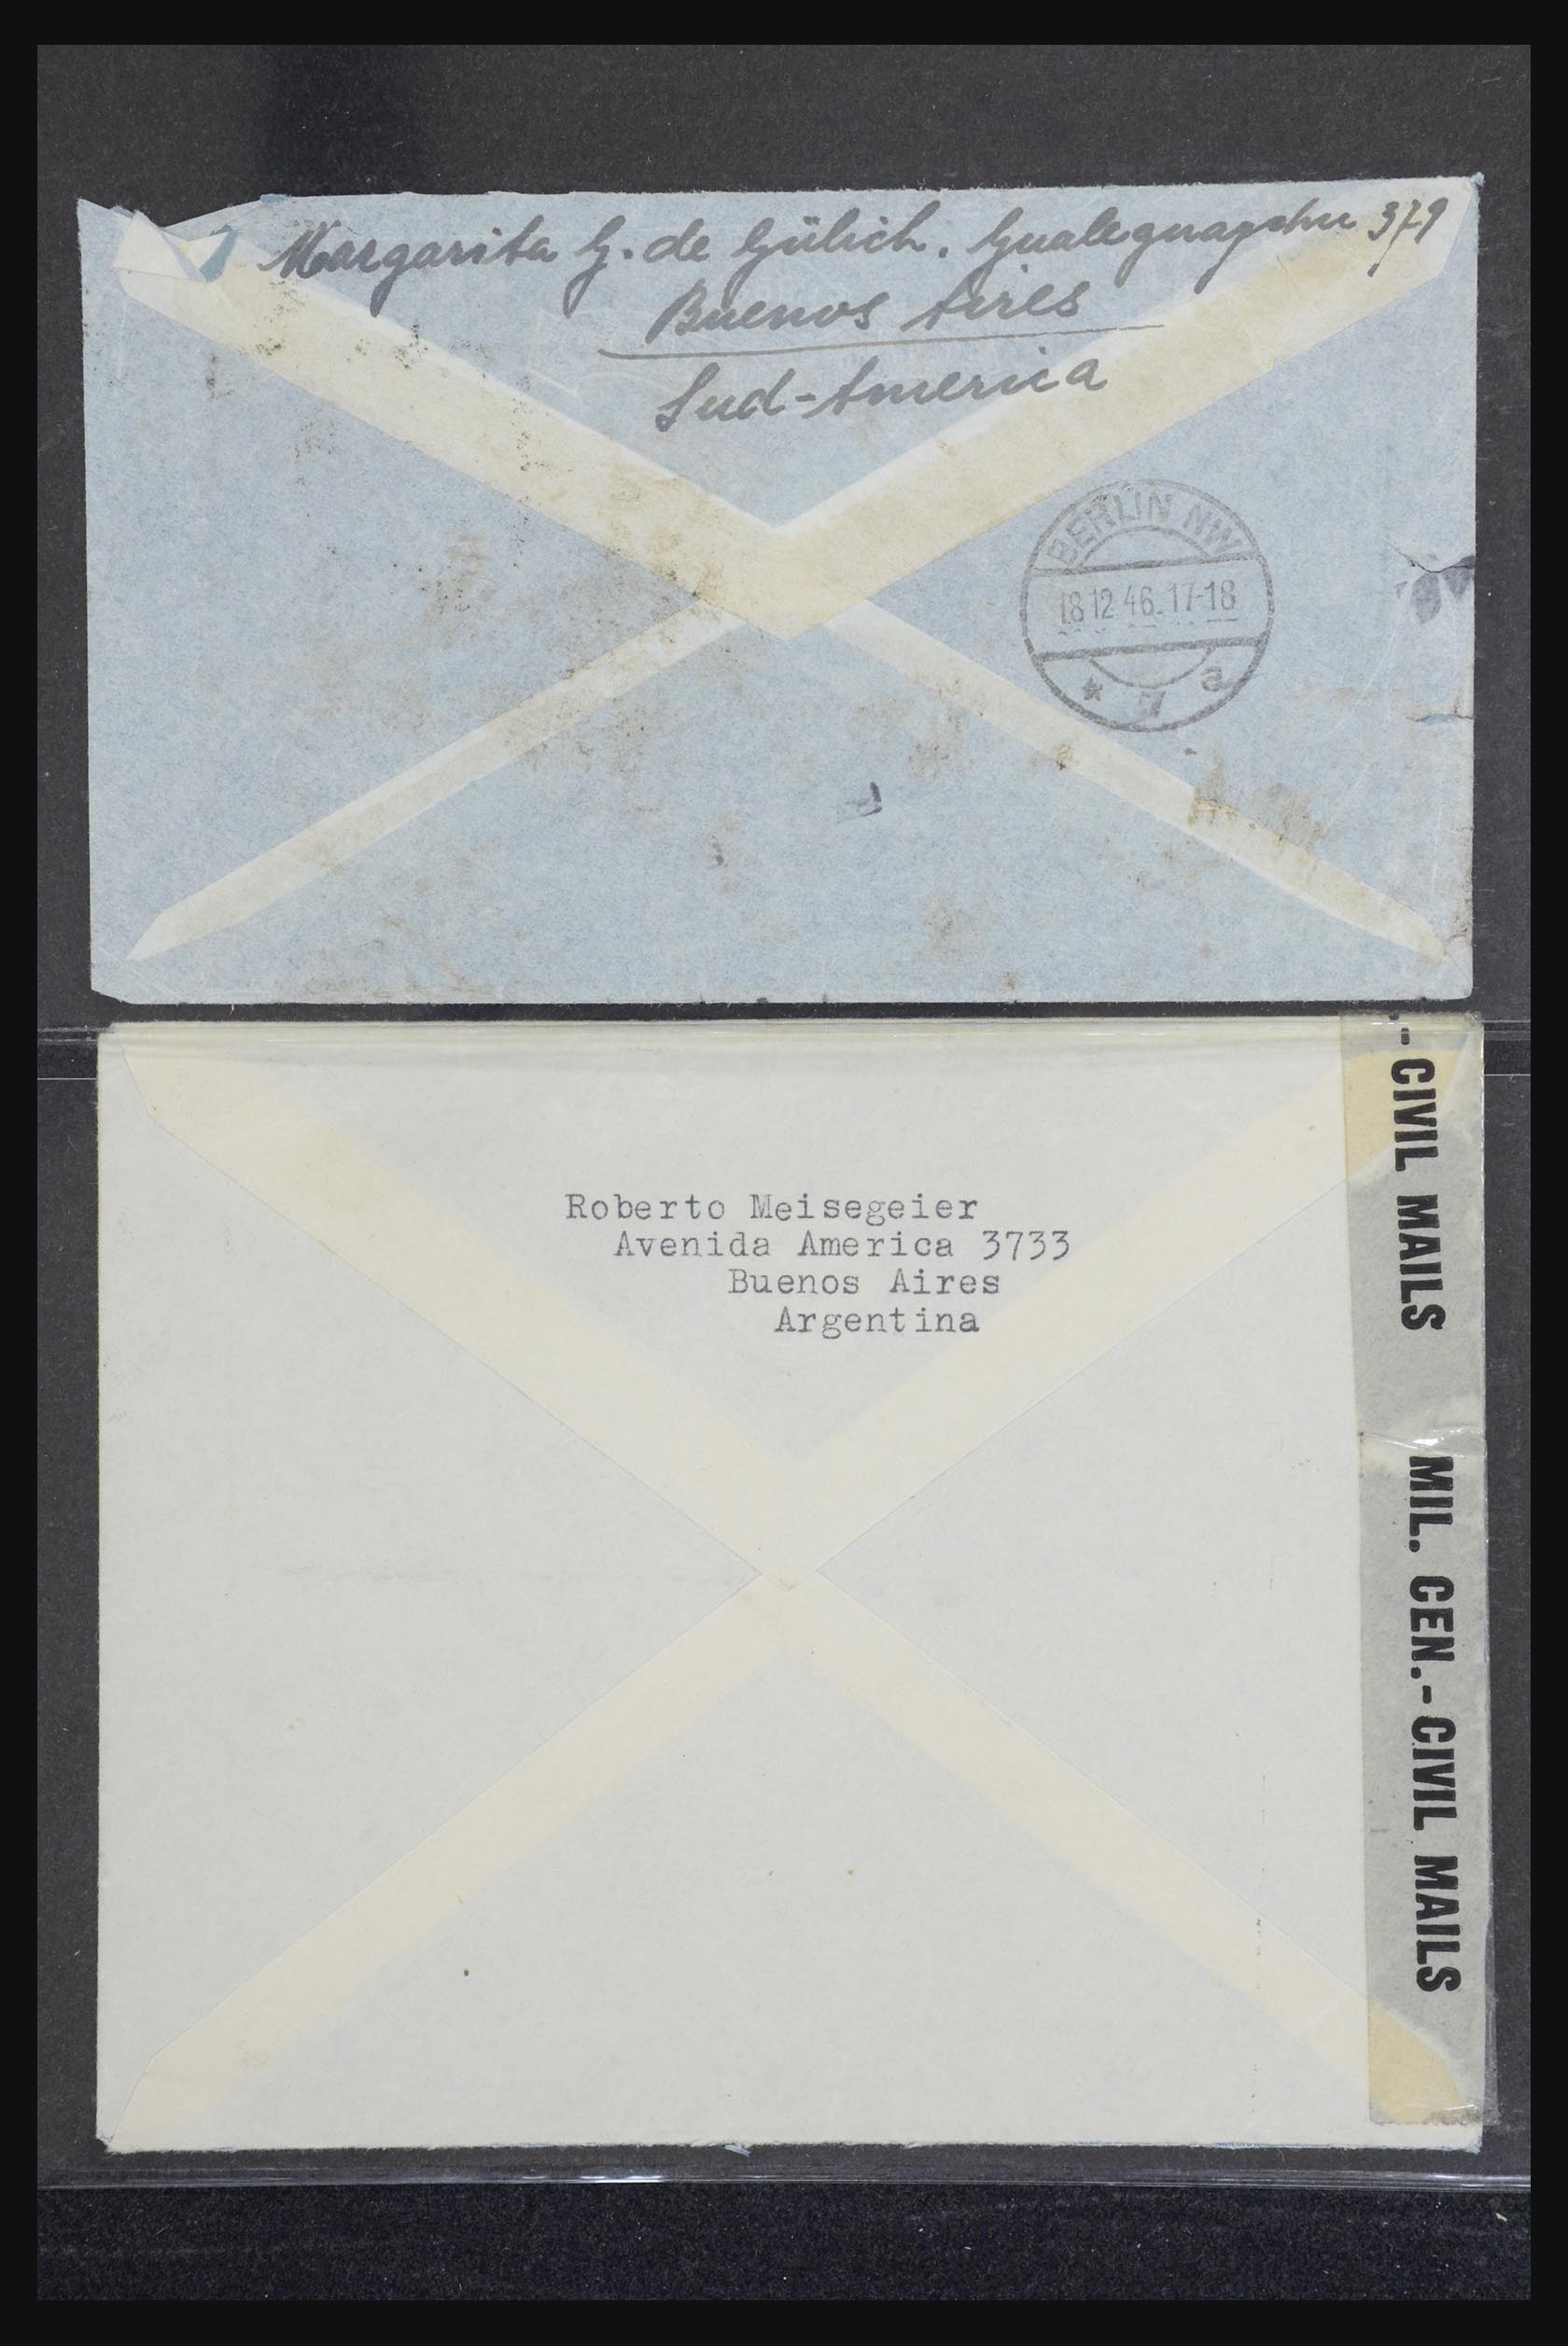 Margarita G. de Gülich. Gualeguaychu 379
Buenos Aires
Sud-America
BERLIN NW
18 12 46. 17-18
* 7 a
Roberto Meisegeier
Avenida America 3733
Buenos Aires
Argentina
.-CIVIL MAILS
MIL. CEN.-CIVIL MAILS